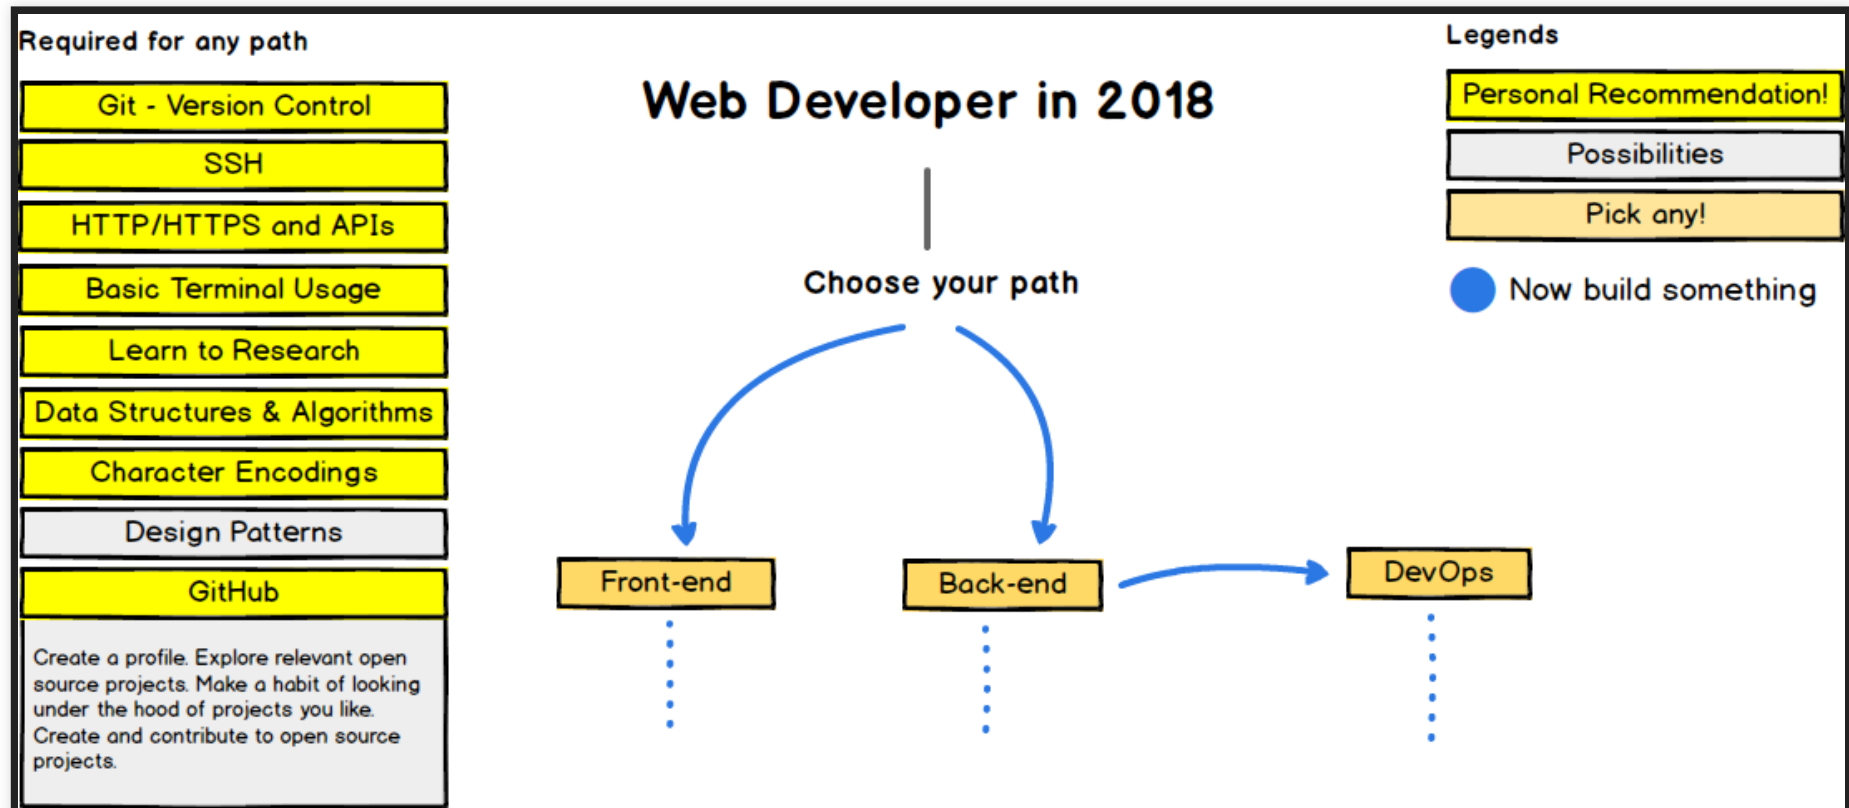 Required for any path
Git - Version Control
SSH
HTTP/HTTPS and APIs
Basic Terminal Usage
Learn to Research
Data Structures & Algorithms
Character Encodings
Design Patterns
GitHub
Create a profile. Explore relevant open
source projects. Make a habit of looking
under the hood of projects you like.
Create and contribute to open source
projects.
Web Developer in 2018
Choose your path
Front-end
Back-end
DevOps
Legends
Personal Recommendation!
Possibilities
Pick any!
Now build something